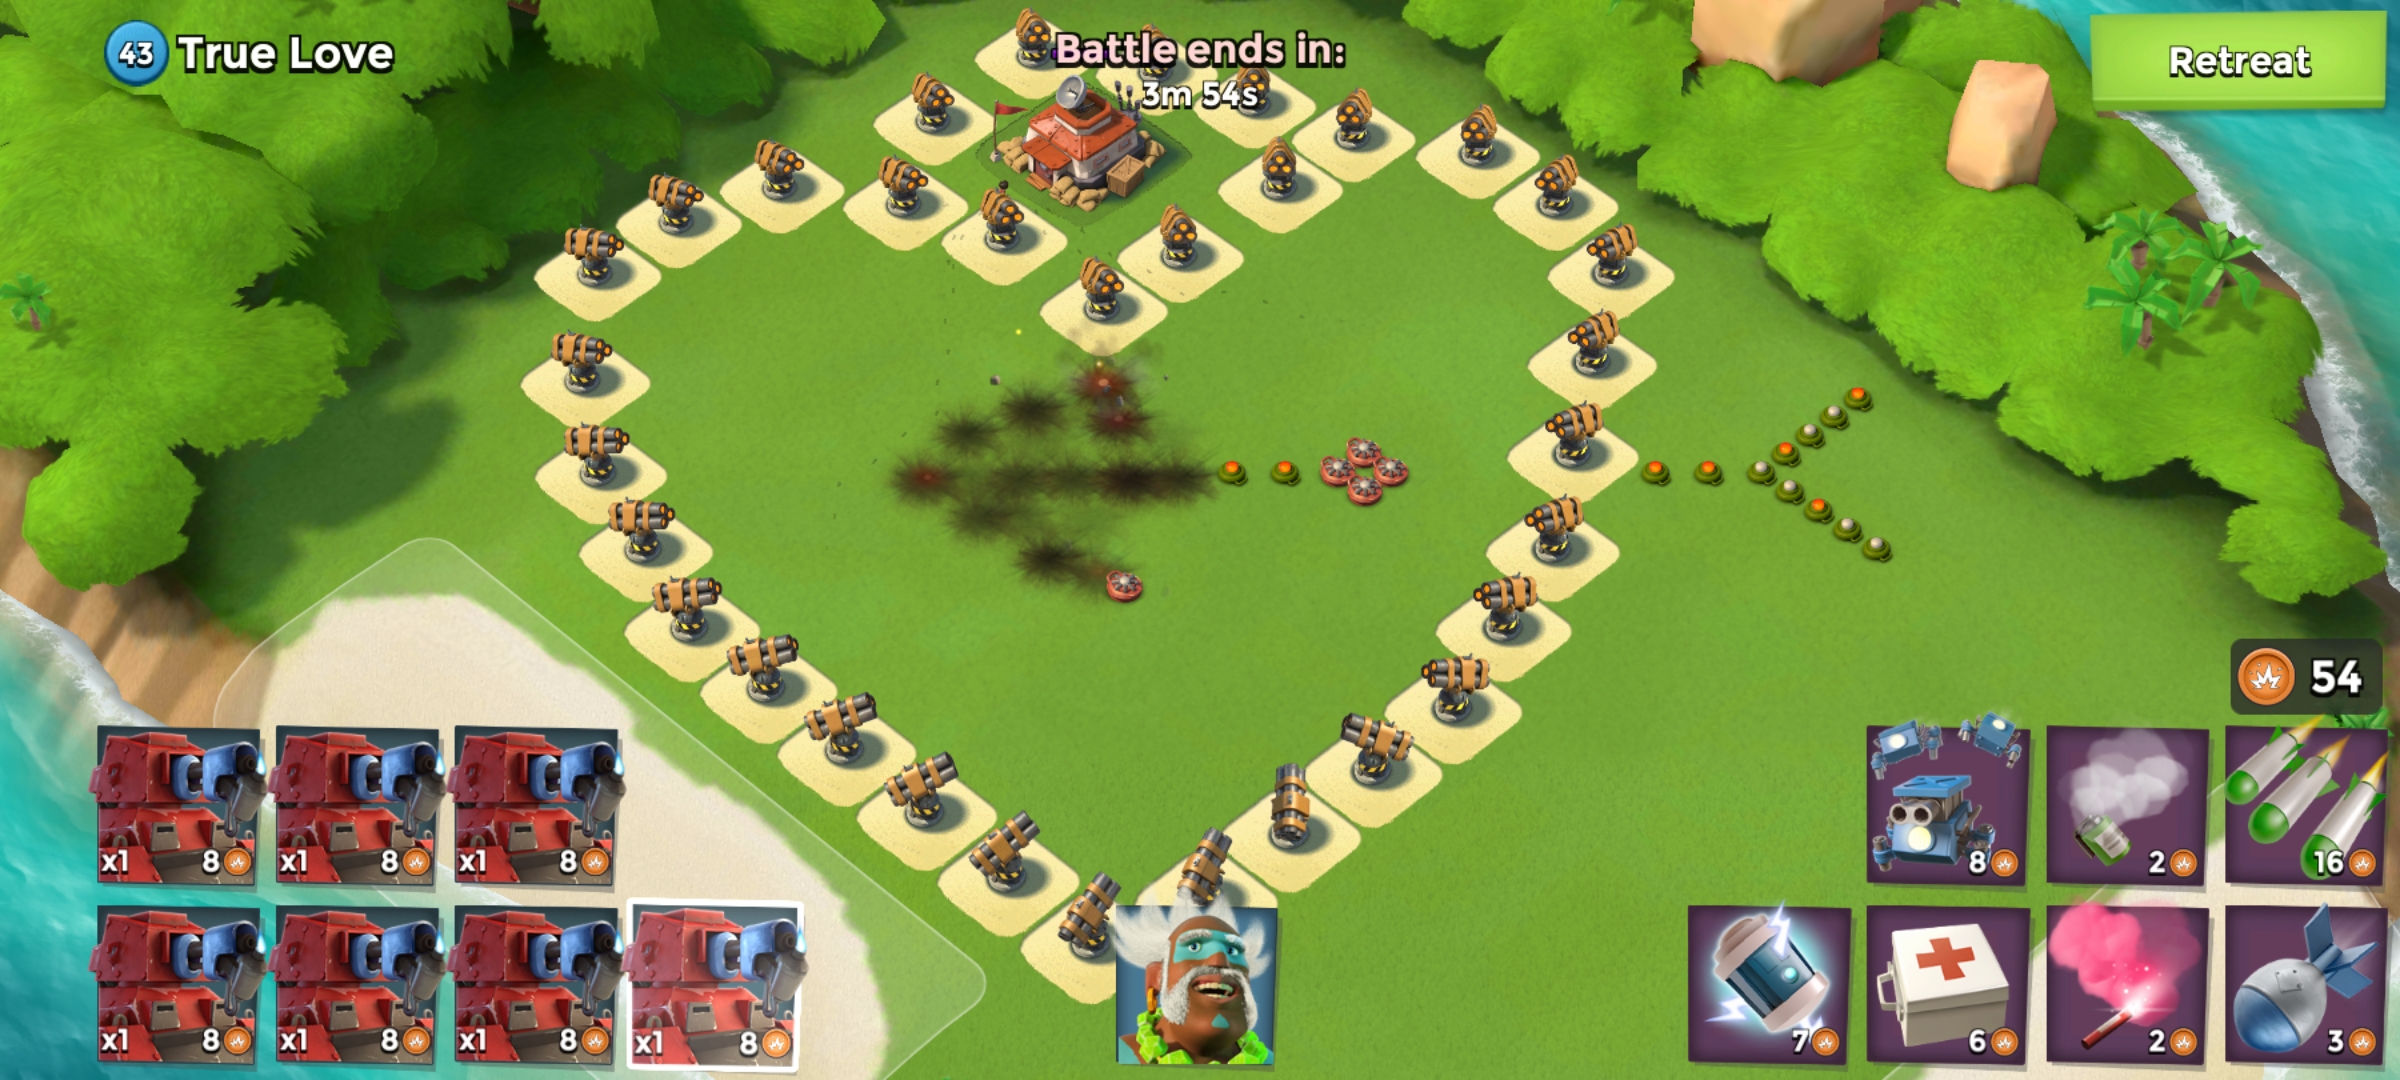 43 True Love
Battle ends in:
3m 54s
Retreat
54
x1 8
x1 8
x1 8
8
2
16
x1 8
x1 8
x1 8
x1 8
7
6
2
3